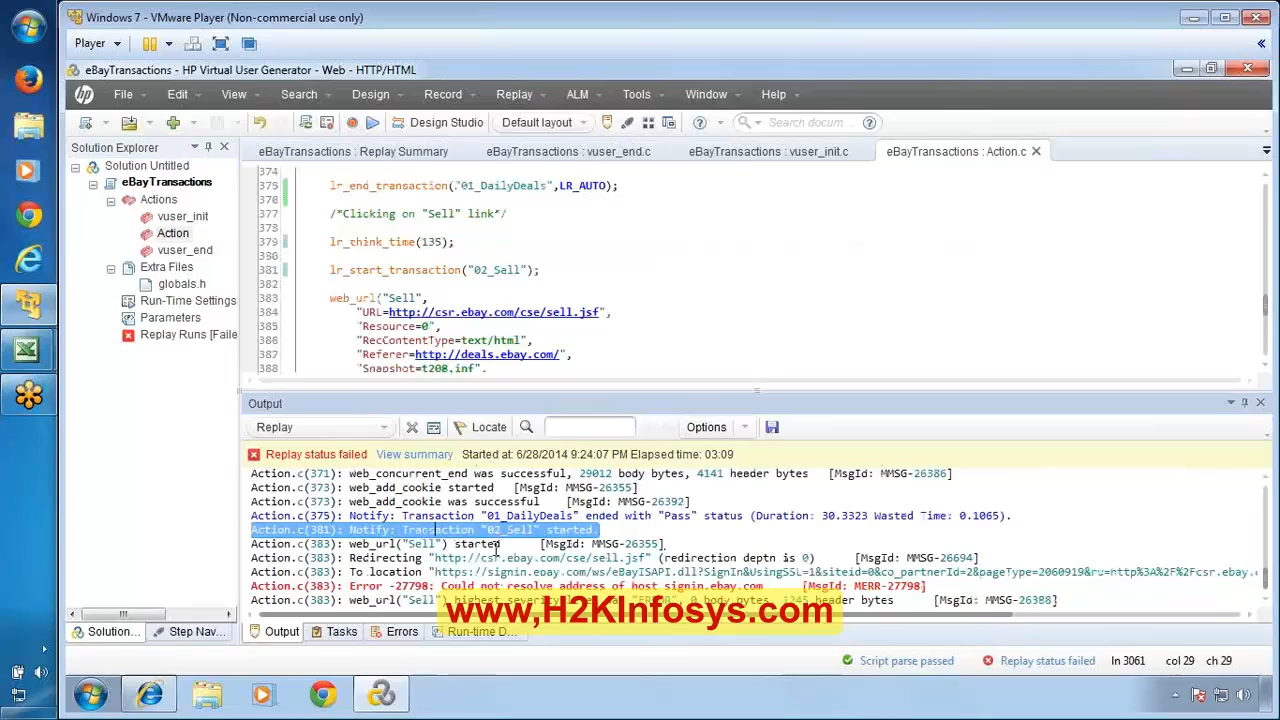 Windows 7 - VMware Player (Non-commercial use only)
Player
eBayTransactions - HP Virtual User Generator - Web - HTTP/HTML
hp File Edit View Search Design Record Replay ALM Tools Window Help
Design Studio Default layout Search docum...
Solution Explorer
Solution Untitled
eBayTransactions
Actions
vuser_init
Action
vuser_end
Extra Files
globals.h
Run-Time Settings
Parameters
Replay Runs [Faile
eBayTransactions : Replay Summary eBayTransactions : vuser_end.c eBayTransactions : vuser_init.c eBayTransactions : Action.c
374
375 lr_end_transaction("01_DailyDeals",LR_AUTO);
376
377 /*Clicking on "Sell" link*/
378
379 lr_think_time(135);
380
381 lr_start_transaction("02_Sell");
382
383 web_url("Sell",
384 "URL=http://csr.ebay.com/cse/sell.jsf",
385 "Resource=0",
386 "RecContentType=text/html",
387 "Referer=http://deals.ebay.com/",
388 "Snapshot=t208.inf".
Output
Replay Locate Options
Replay status failed View summary Started at: 6/28/2014 9:24:07 PM Elapsed time: 03:09
Action.c(371): web_concurrent_end was successful, 29012 body bytes, 4141 header bytes [MsgId: MMSG-26386]
Action.c(373): web_add_cookie started [MsgId: MMSG-26355]
Action.c(373): web_add_cookie was successful [MsgId: MMSG-26392]
Action.c(375): Notify: Transaction "01_DailyDeals" ended with "Pass" status (Duration: 30.3323 Wasted Time: 0.1065).
Action.c(381): Notify: Transaction "02_Sell" started.
Action.c(383): web_url("Sell") started [MsgId: MMSG-26355]
Action.c(383): Redirecting "http://csr.ebay.com/cse/sell.jsf" (redirection depth is 0) [MsgId: MMSG-26694]
Action.c(383): To location "https://signin.ebay.com/ws/eBayISAPI.dll?SignIn&UsingSSL=1&siteid=0&co_partnerId=2&pageType=2060919&ru=http%3A%2F%2Fcsr.ebay.c
Action.c(383): Error -27798: Could not resolve address of host signin.ebay.com [MsgId: MERR-27798]
Action.c(383): web_url("Sell") highest "ERROR", 0 body bytes, 1245 header bytes [MsgId: MMSG-26388]
www,H2KInfosys.com
Solution... Step Nav... Output Tasks Errors Run-time D...
Script parse passed Replay status failed ln 3061 col 29 ch 29